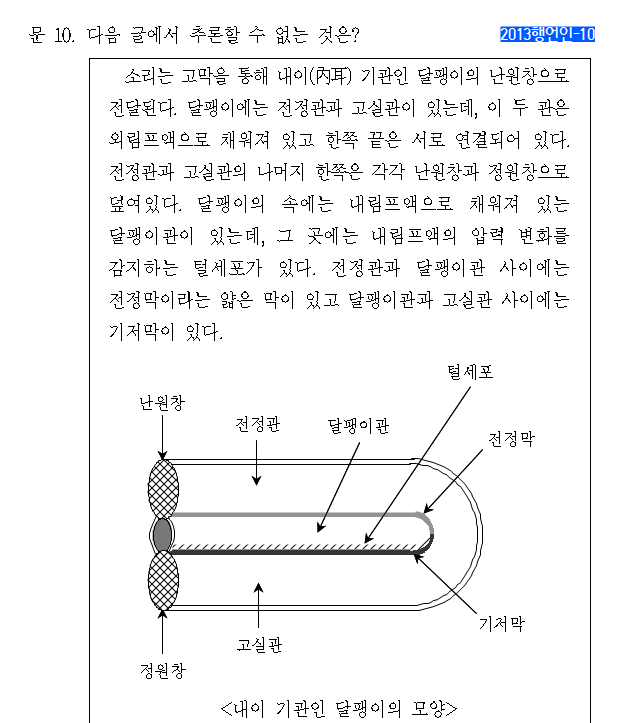 문 10. 다음 글에서 추론할 수 없는 것은? 2013행언인-10
소리는 고막을 통해 내이(內耳) 기관인 달팽이의 난원창으로
전달된다. 달팽이에는 전정관과 고실관이 있는데, 이 두 관은
외림프액으로 채워져 있고 한쪽 끝은 서로 연결되어 있다.
전정관과 고실관의 나머지 한쪽은 각각 난원창과 정원창으로
덮여있다. 달팽이의 속에는 내림프액으로 채워져 있는
달팽이관이 있는데, 그 곳에는 내림프액의 압력 변화를
감지하는 털세포가 있다. 전정관과 달팽이관 사이에는
전정막이라는 얇은 막이 있고 달팽이관과 고실관 사이에는
기저막이 있다.
털세포
난원창
전정관
달팽이관
전정막
기저막
고실관
정원창
<내이 기관인 달팽이의 모양>